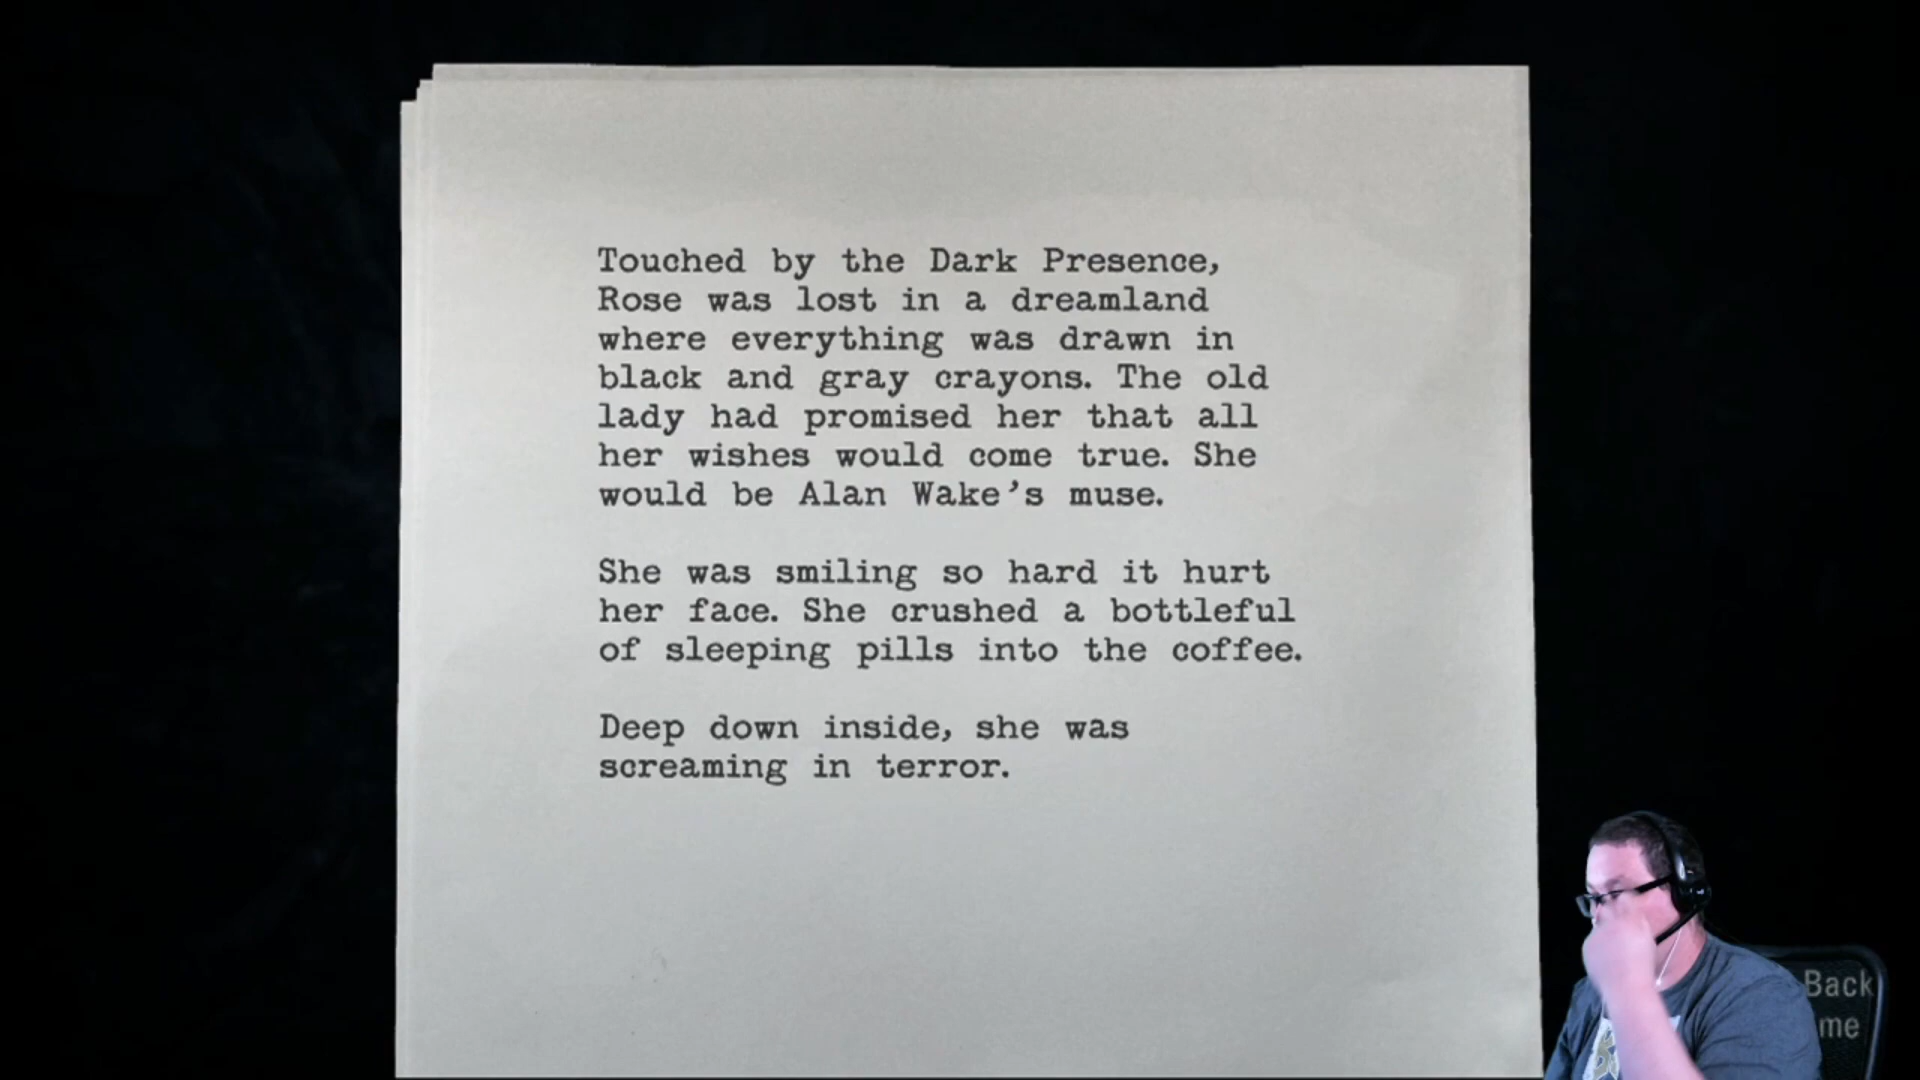 Touched by the Dark Presence,
Rose was lost in a dreamland
where everything was drawn in
black and gray crayons. The old
lady had promised her that all
her wishes would come true. She
would be Alan Wake’s muse.
She was smiling so hard it hurt
her face. She crushed a bottleful
of sleeping pills into the coffee.
Deep down inside, she was
screaming in terror.
Back
me